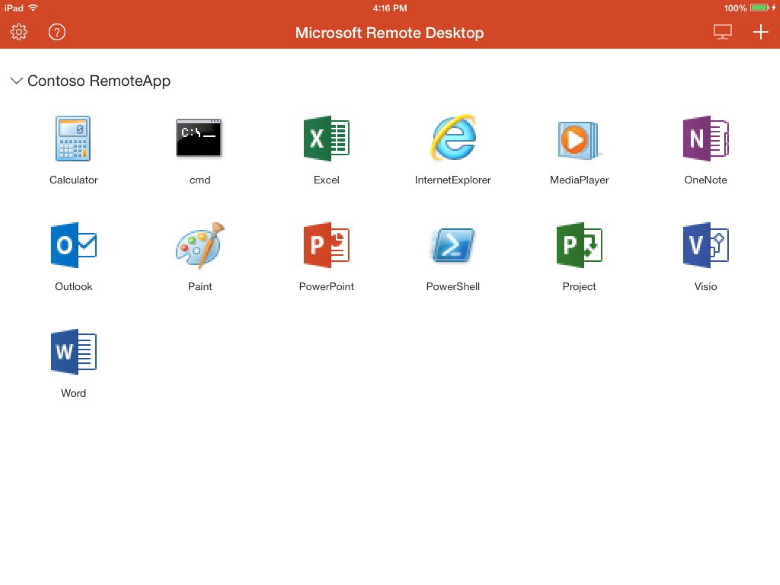 iPad 4:16 PM 100%
? Microsoft Remote Desktop
Contoso RemoteApp
Calculator cmd Excel InternetExplorer MediaPlayer OneNote
Outlook Paint PowerPoint PowerShell Project Visio
Word